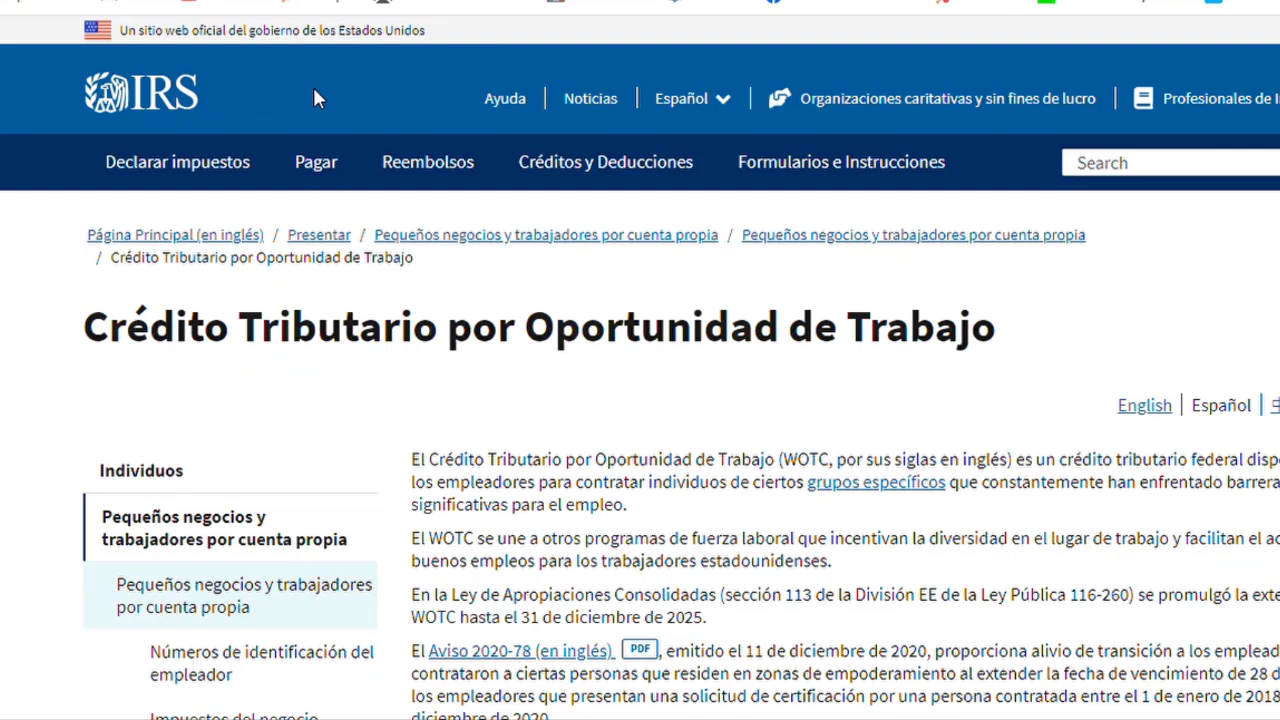 Un sitio web oficial del gobierno de los Estados Unidos
IRS
Ayuda
Noticias
Español
Organizaciones caritativas y sin fines de lucro
Profesionales de
Declarar impuestos
Pagar
Reembolsos
Créditos y Deducciones
Formularios e Instrucciones
Search
Página Principal (en inglés) / Presentar / Pequeños negocios y trabajadores por cuenta propia / Pequeños negocios y trabajadores por cuenta propia
/ Crédito Tributario por Oportunidad de Trabajo
Crédito Tributario por Oportunidad de Trabajo
English
Español
Individuos
Pequeños negocios y
trabajadores por cuenta propia
Pequeños negocios y trabajadores
por cuenta propia
Números de identificación del
empleador
Impuestos del negocio
El Crédito Tributario por Oportunidad de Trabajo (WOTC, por sus siglas en inglés) es un crédito tributario federal
los empleadores para contratar individuos de ciertos grupos específicos que constantemente han enfrentado
significativas para el empleo.
El WOTC se une a otros programas de fuerza laboral que incentivan la diversidad en el lugar de trabajo y facilitan el
buenos empleos para los trabajadores estadounidenses.
En la Ley de Apropiaciones Consolidadas (sección 113 de la División EE de la Ley Pública 116-260) se promulgó la
WOTC hasta el 31 de diciembre de 2025.
El Aviso 2020-78 (en inglés) PDF, emitido el 11 de diciembre de 2020, proporciona alivio de transición a los
contrataron a ciertas personas que residen en zonas de empoderamiento al extender la fecha de vencimiento de 28
los empleadores que presentan una solicitud de certificación por una persona contratada entre el 1 de enero de 2018
diciembre de 2020